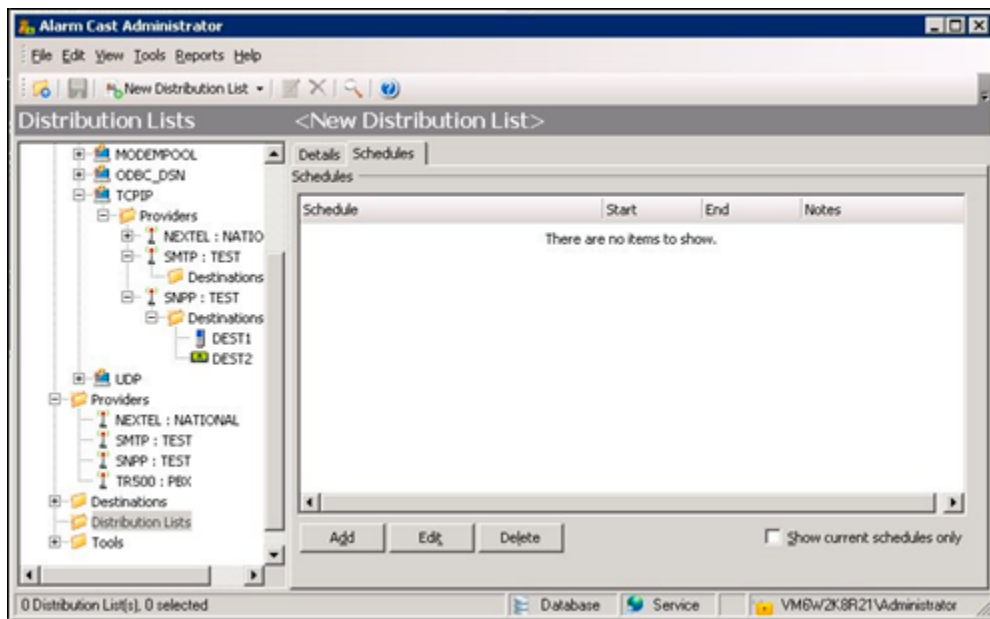 Alarm Cast Administrator
File Edit View Tools Reports Help
New Distribution List
Distribution Lists
<New Distribution List>
MODEMPOOL
ODBC_DSN
TCPIP
Providers
NEXTEL : NATIO
SMTP : TEST
Destinations
SNPP : TEST
Destinations
DEST1
DEST2
UDP
Providers
NEXTEL : NATIONAL
SMTP : TEST
SNPP : TEST
TR500 : PBX
Destinations
Distribution Lists
Tools
Details Schedules
Schedules
Schedule Start End Notes
There are no items to show.
Add Edit Delete
Show current schedules only
0 Distribution List(s), 0 selected
Database Service VM6W2K8R21\Administrator